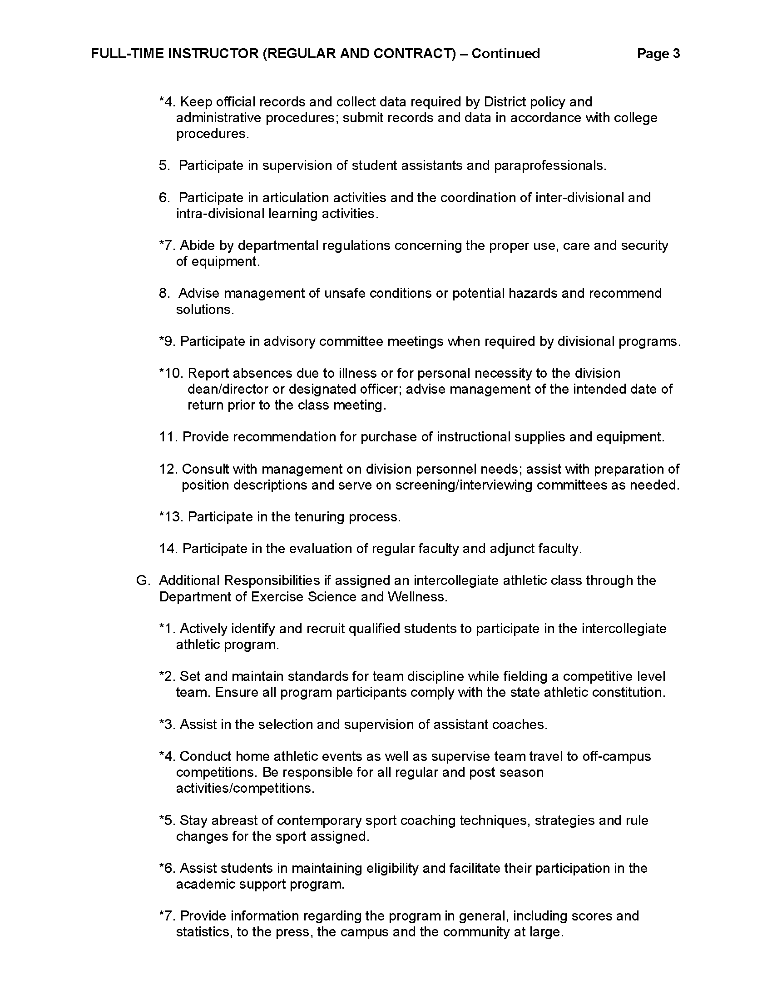 FULL-TIME INSTRUCTOR (REGULAR AND CONTRACT) – Continued Page 3
*4. Keep official records and collect data required by District policy and
administrative procedures; submit records and data in accordance with college
procedures.
5. Participate in supervision of student assistants and paraprofessionals.
6. Participate in articulation activities and the coordination of inter-divisional and
intra-divisional learning activities.
*7. Abide by departmental regulations concerning the proper use, care and security
of equipment.
8. Advise management of unsafe conditions or potential hazards and recommend
solutions.
*9. Participate in advisory committee meetings when required by divisional programs.
*10. Report absences due to illness or for personal necessity to the division
dean/director or designated officer; advise management of the intended date of
return prior to the class meeting.
11. Provide recommendation for purchase of instructional supplies and equipment.
12. Consult with management on division personnel needs; assist with preparation of
position descriptions and serve on screening/interviewing committees as needed.
*13. Participate in the tenuring process.
14. Participate in the evaluation of regular faculty and adjunct faculty.
G. Additional Responsibilities if assigned an intercollegiate athletic class through the
Department of Exercise Science and Wellness.
*1. Actively identify and recruit qualified students to participate in the intercollegiate
athletic program.
*2. Set and maintain standards for team discipline while fielding a competitive level
team. Ensure all program participants comply with the state athletic constitution.
*3. Assist in the selection and supervision of assistant coaches.
*4. Conduct home athletic events as well as supervise team travel to off-campus
competitions. Be responsible for all regular and post season
activities/competitions.
*5. Stay abreast of contemporary sport coaching techniques, strategies and rule
changes for the sport assigned.
*6. Assist students in maintaining eligibility and facilitate their participation in the
academic support program.
*7. Provide information regarding the program in general, including scores and
statistics, to the press, the campus and the community at large.